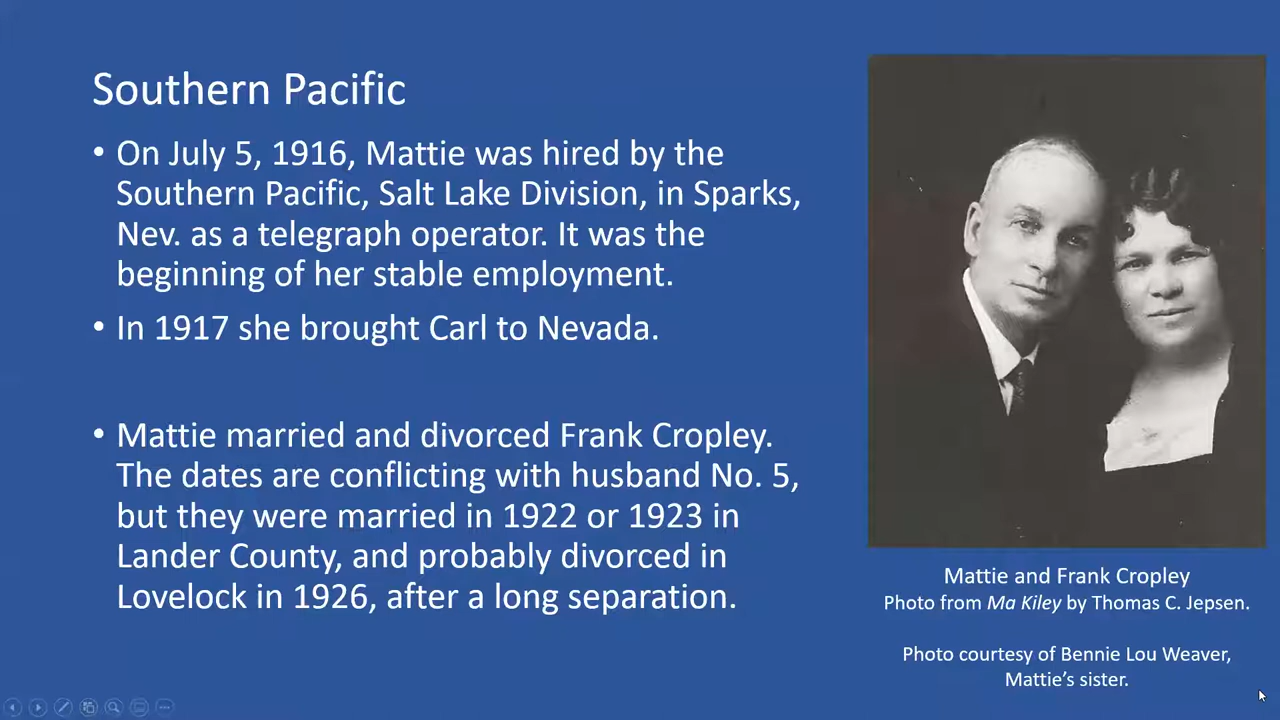 Southern Pacific
• On July 5, 1916, Mattie was hired by the
Southern Pacific, Salt Lake Division, in Sparks,
Nev. as a telegraph operator. It was the
beginning of her stable employment.
• In 1917 she brought Carl to Nevada.
• Mattie married and divorced Frank Cropley.
The dates are conflicting with husband No. 5,
but they were married in 1922 or 1923 in
Lander County, and probably divorced in
Lovelock in 1926, after a long separation.
Mattie and Frank Cropley
Photo from Ma Kiley by Thomas C. Jepsen.
Photo courtesy of Bennie Lou Weaver,
Mattie’s sister.